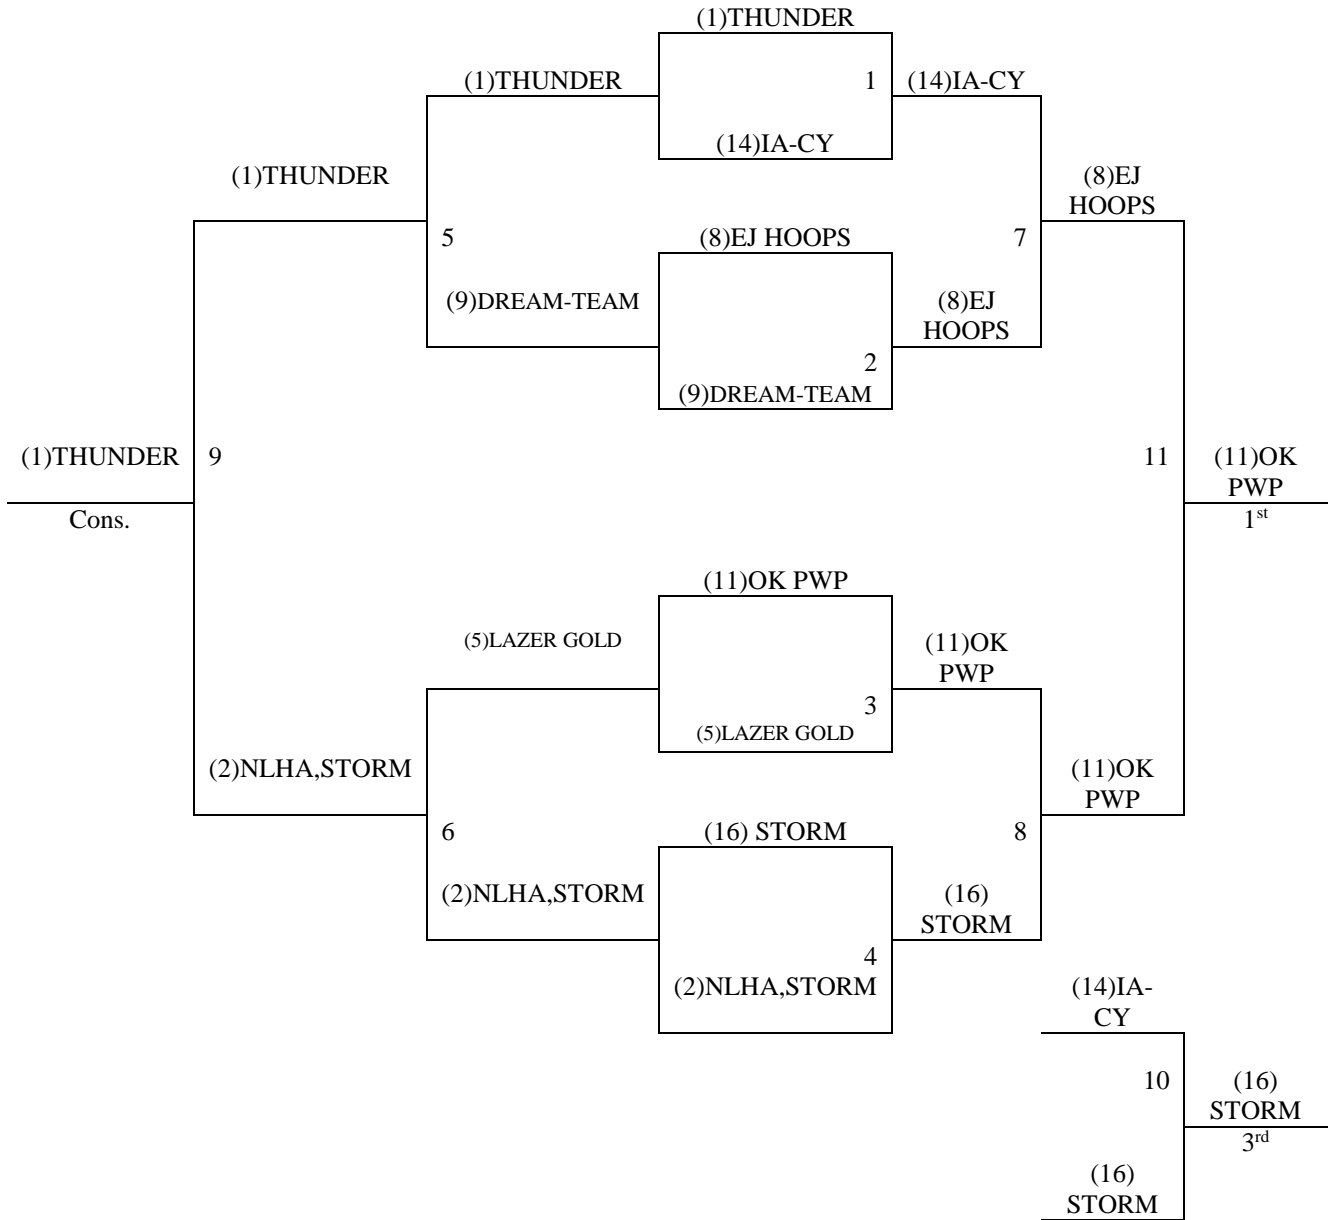 (1)THUNDER
(1)THUNDER
1
(14)IA-CY
(14)IA-CY
(1)THUNDER
(8)EJ
HOOPS
5
(8)EJ HOOPS
7
(9)DREAM-TEAM
(8)EJ
HOOPS
2
(9)DREAM-TEAM
(1)THUNDER
9
11
(11)OK
PWP
Cons.
1st
(11)OK PWP
(5)LAZER GOLD
(11)OK
PWP
3
(5)LAZER GOLD
(2)NLHA,STORM
(11)OK
PWP
6
(16) STORM
8
(2)NLHA,STORM
(16)
STORM
4
(2)NLHA,STORM
(14)IA-
CY
10
(16)
STORM
3rd
(16)
STORM